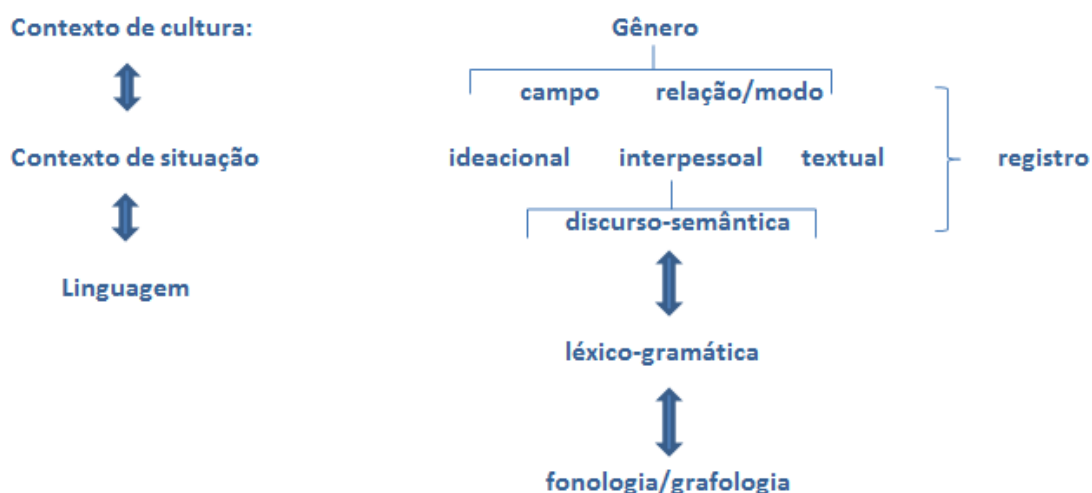 Contexto de cultura: Gênero
campo relação/modo
Contexto de situação ideacional interpessoal textual registro
discurso-semântica
Linguagem
léxico-gramática
fonologia/grafologia